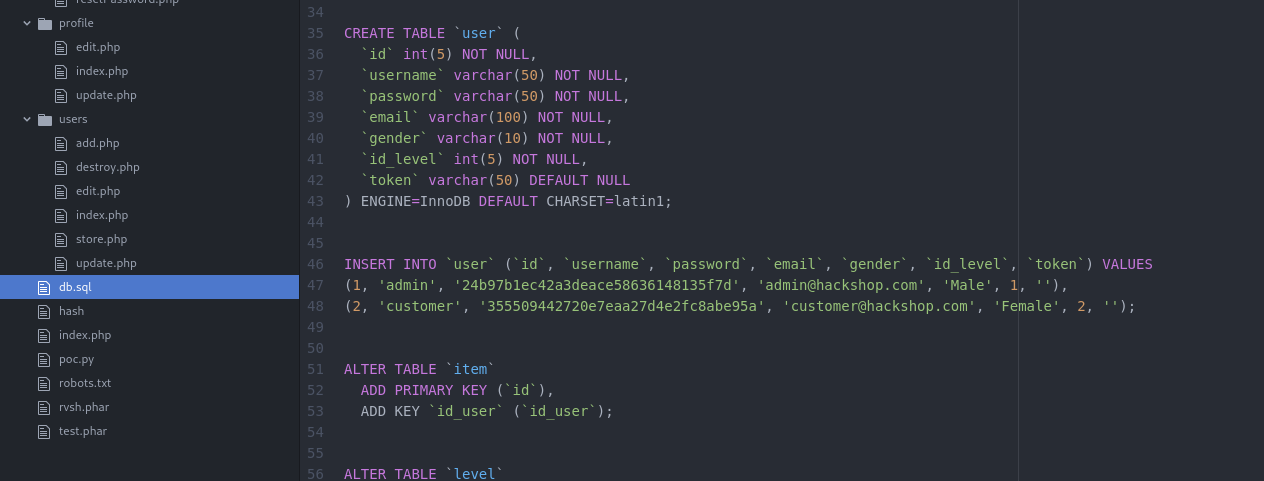 resetPassword.php
profile
edit.php
index.php
update.php
users
add.php
destroy.php
edit.php
index.php
store.php
update.php
db.sql
hash
index.php
poc.py
robots.txt
rvsh.phar
test.phar
34
35 CREATE TABLE `user` (
36 `id` int(5) NOT NULL,
37 `username` varchar(50) NOT NULL,
38 `password` varchar(50) NOT NULL,
39 `email` varchar(100) NOT NULL,
40 `gender` varchar(10) NOT NULL,
41 `id_level` int(5) NOT NULL,
42 `token` varchar(50) DEFAULT NULL
43 ) ENGINE=InnoDB DEFAULT CHARSET=latin1;
44
45
46 INSERT INTO `user` (`id`, `username`, `password`, `email`, `gender`, `id_level`, `token`) VALUES
47 (1, 'admin', '24b97b1ec42a3deace58636148135f7d', 'admin@hackshop.com', 'Male', 1, ''),
48 (2, 'customer', '355509442720e7eaa27d4e2fc8abe95a', 'customer@hackshop.com', 'Female', 2, '');
49
50
51 ALTER TABLE `item`
52 ADD PRIMARY KEY (`id`),
53 ADD KEY `id_user` (`id_user`);
54
55
56 ALTER TABLE `level`